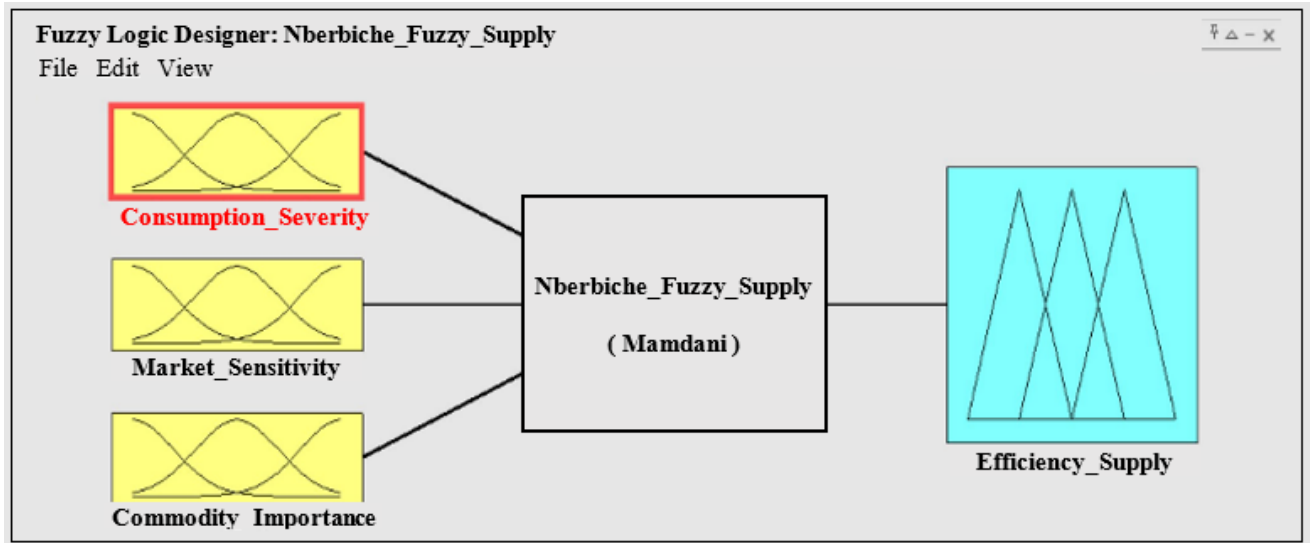 Fuzzy Logic Designer: Nberbiche_Fuzzy_Supply
File Edit View
Consumption_Severity
Market_Sensitivity
Commodity Importance
Nberbiche_Fuzzy_Supply
( Mamdani )
Efficiency_Supply